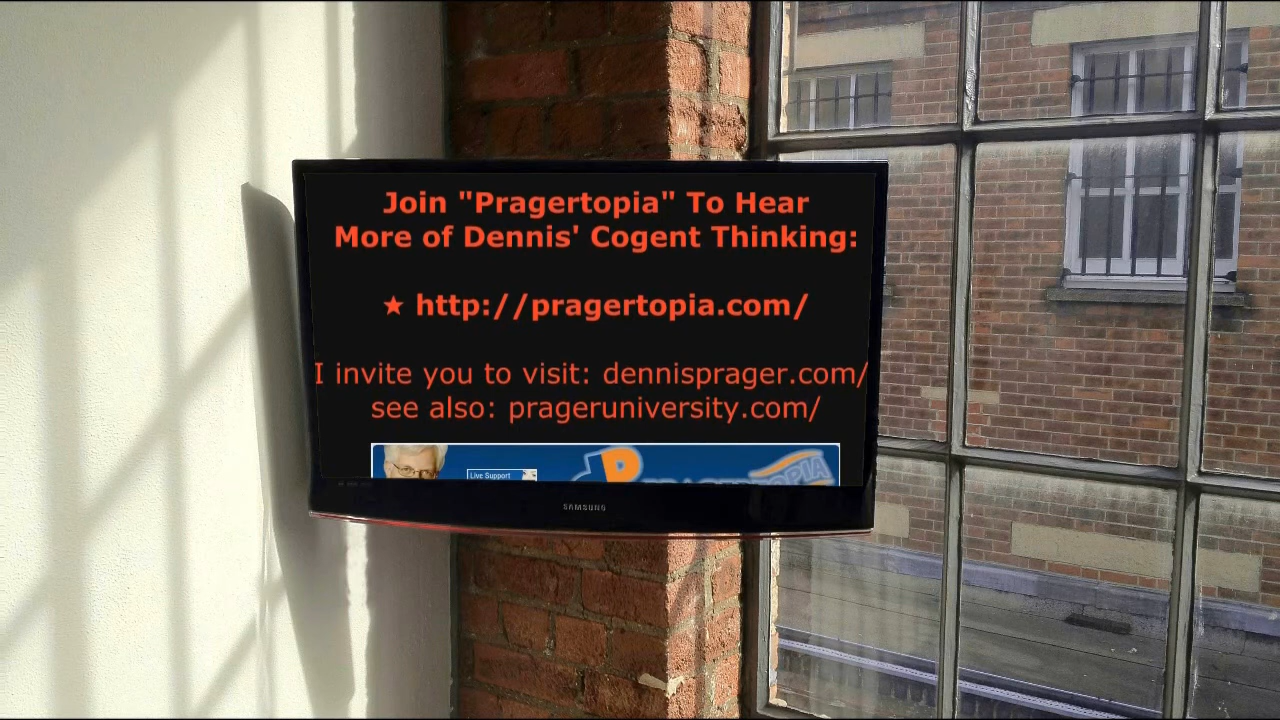 Join "Pragertopia" To Hear
More of Dennis' Cogent Thinking:
★ http://pragertopia.com/
I invite you to visit: dennisprager.com/
see also: prageruniversity.com/
Live Support
SAMSUNG